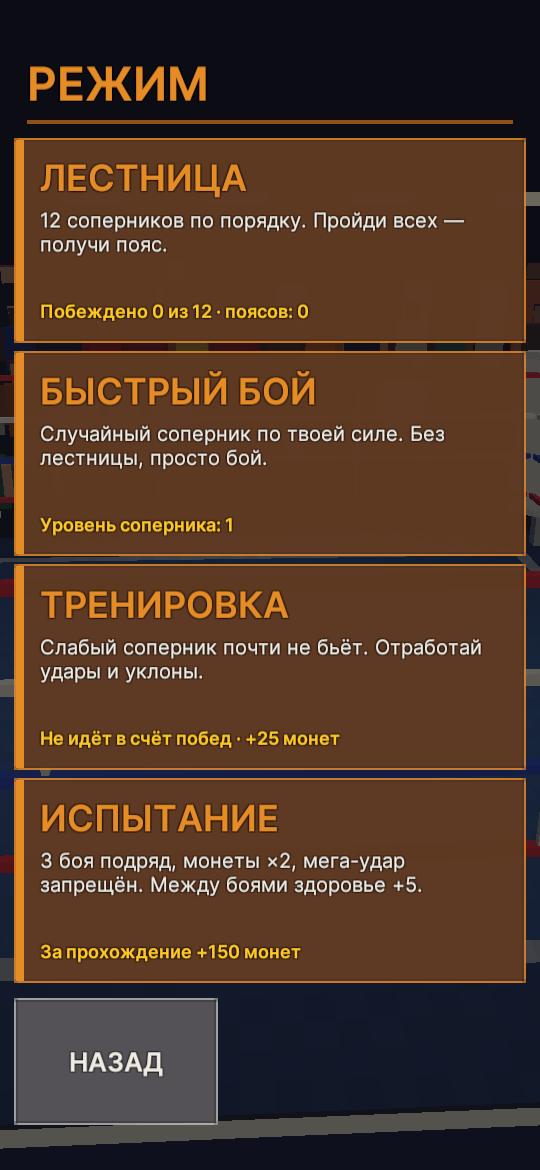 РЕЖИМ
ЛЕСТНИЦА
12 соперников по порядку. Пройди всех —
получи пояс.
Побеждено 0 из 12 · поясов: 0
БЫСТРЫЙ БОЙ
Случайный соперник по твоей силе. Без
лестницы, просто бой.
Уровень соперника: 1
ТРЕНИРОВКА
Слабый соперник почти не бьёт. Отработай
удары и уклоны.
Не идёт в счёт побед · +25 монет
ИСПЫТАНИЕ
3 боя подряд, монеты ×2, мега-удар
запрещён. Между боями здоровье +5.
За прохождение +150 монет
НАЗАД